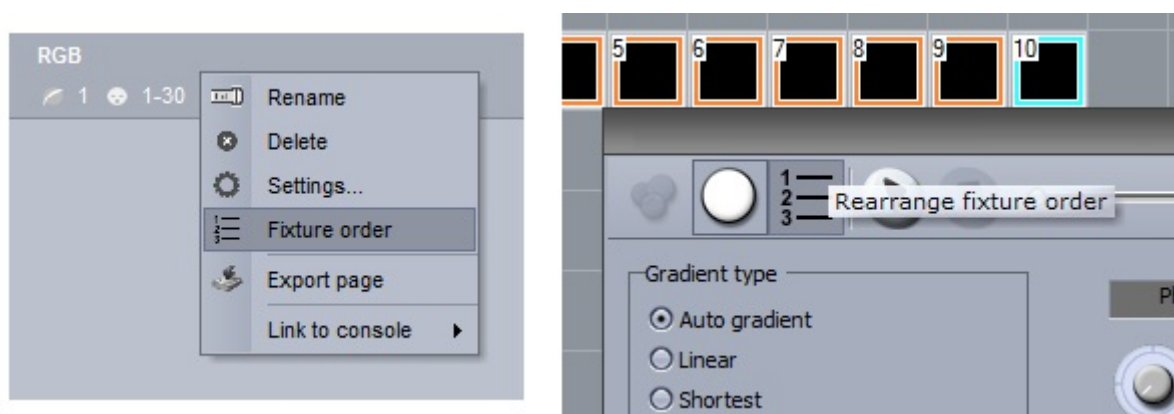 RGB
1 1-30
Rename
Delete
Settings...
Fixture order
Export page
Link to console
5 6 7 8 9 10
1
2
3
Rearrange fixture order
Gradient type
Auto gradient
Linear
Shortest